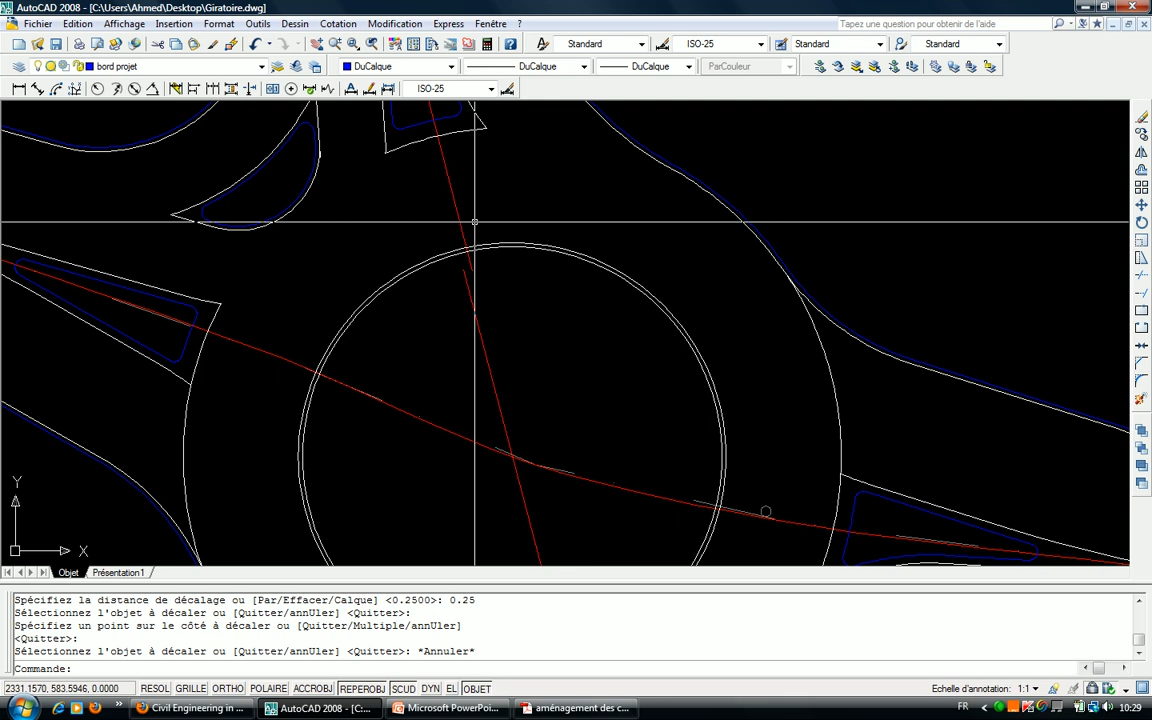 AutoCAD 2008 - [C:\Users\Ahmed\Desktop\Giratoire.dwg]
Fichier Edition Affichage Insertion Format Outils Dessin Cotation Modification Express Fenêtre ? Tapez une question pour obtenir de l'aide
Standard ISO-25 Standard Standard
bord projet DuCalque DuCalque DuCalque ParCouleur
ISO-25
Y
X
Objet Présentation1
Spécifiez la distance de décalage ou [Par/Effacer/Calque] <0.2500>: 0.25
Sélectionnez l'objet à décaler ou [Quitter/annUler] <Quitter>:
Spécifiez un point sur le côté à décaler ou [Quitter/Multiple/annUler]
<Quitter>:
Sélectionnez l'objet à décaler ou [Quitter/annUler] <Quitter>: *Annuler*
Commande:
2331.1570, 583.5946, 0.0000 RESOL GRILLE ORTHO POLAIRE ACCROBJ REPEROBJ SCUD DYN EL OBJET Echelle d'annotation: 1:1
Civil Engineering in ... AutoCAD 2008 - [C:... Microsoft PowerPoin... aménagement des c... FR 10:29